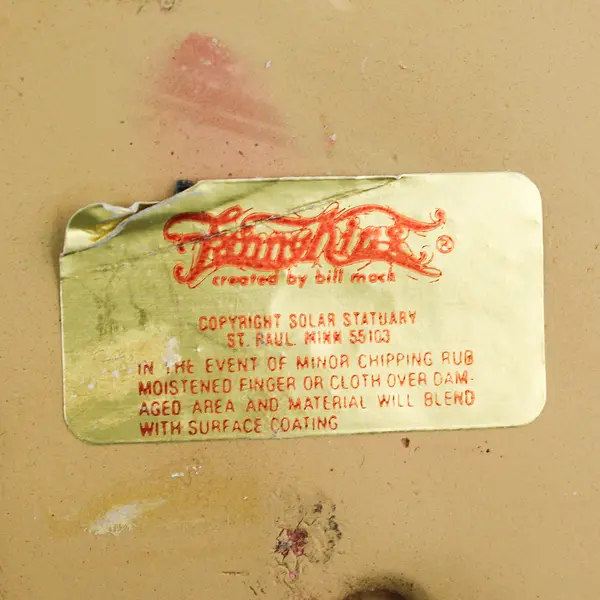 Fannykins ®
created by bill mack
COPYRIGHT SOLAR STATUARY
ST. PAUL. MINN 55103
IN THE EVENT OF MINOR CHIPPING RUB
MOISTENED FINGER OR CLOTH OVER DAM-
AGED AREA AND MATERIAL WILL BLEND
WITH SURFACE COATING